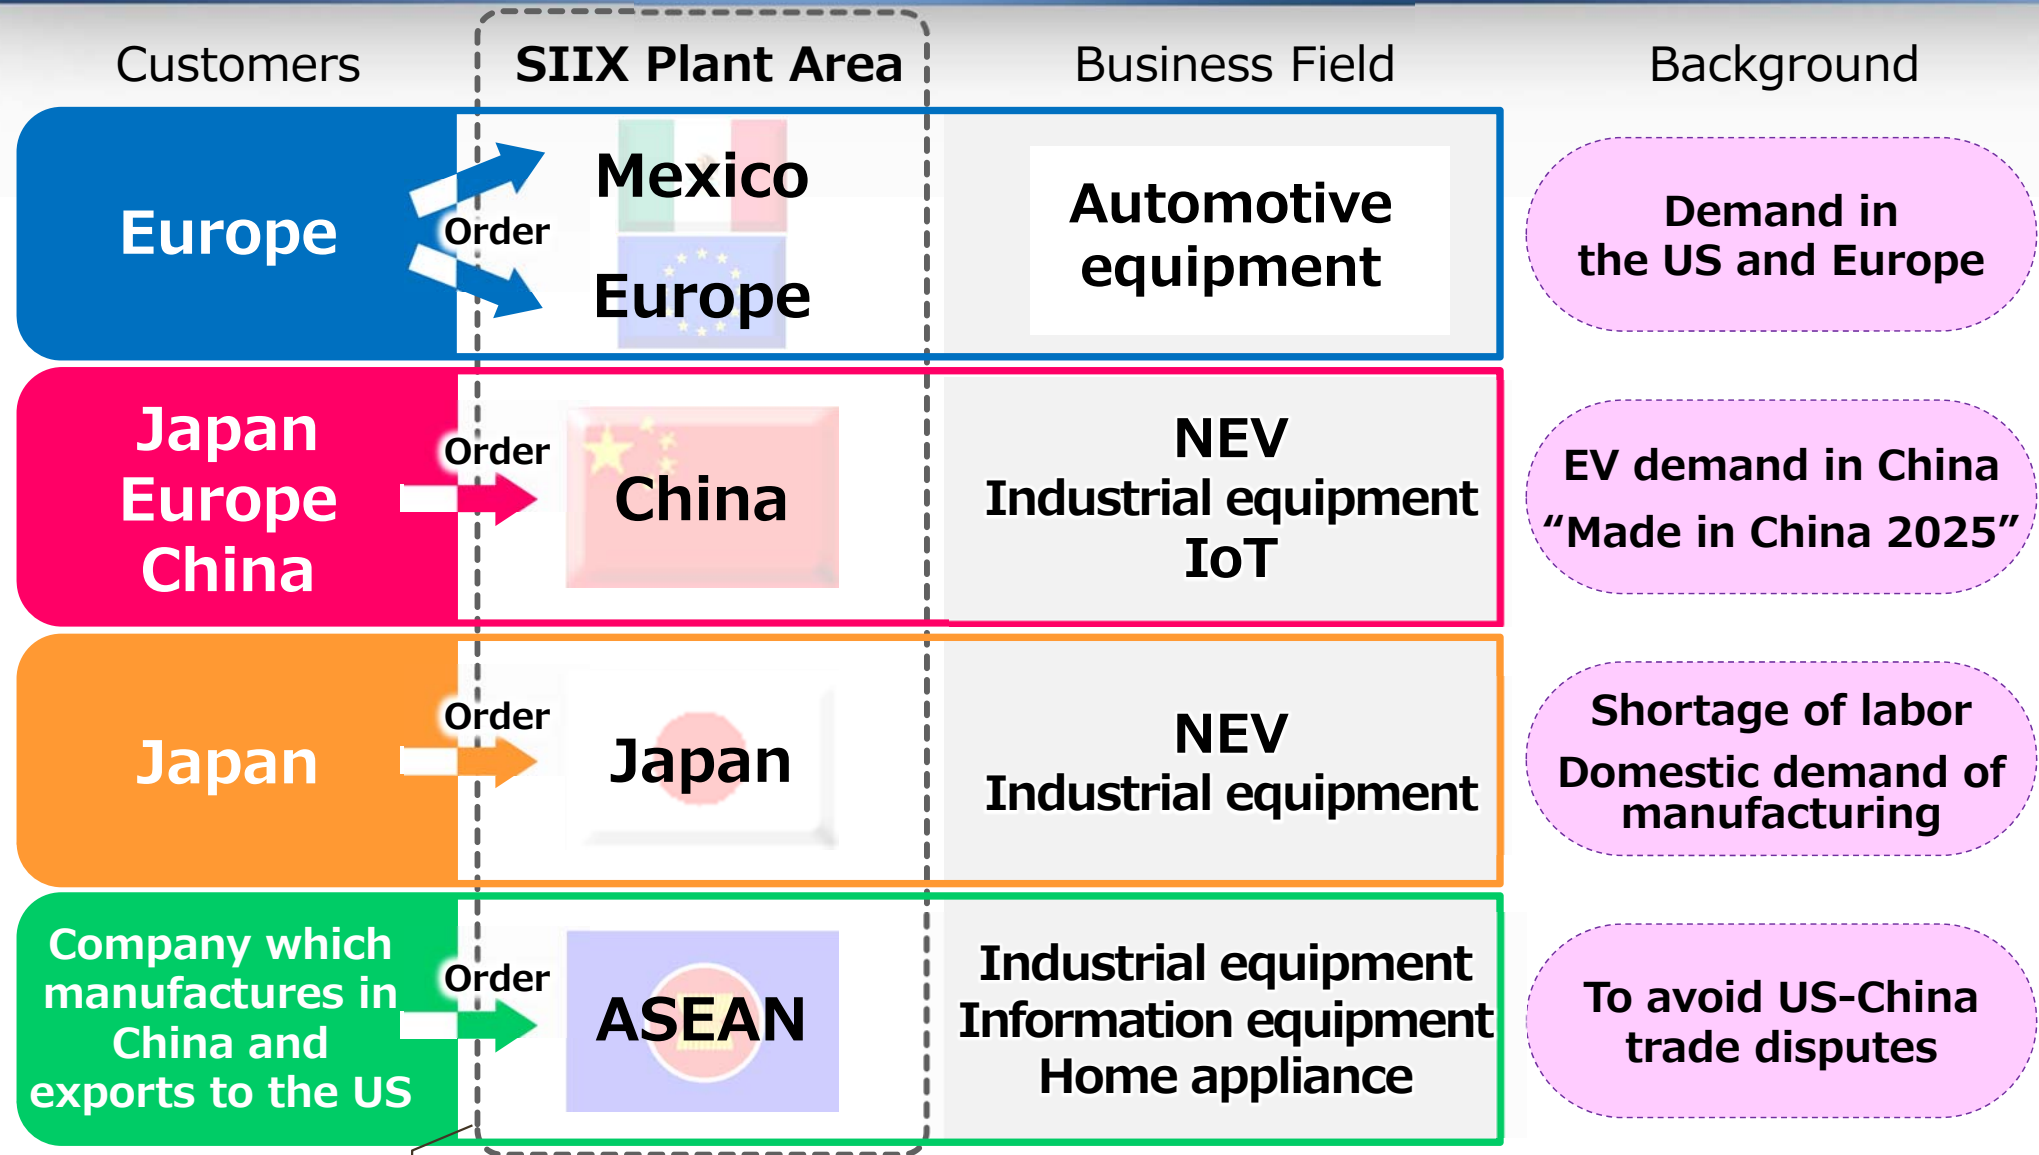 Customers
SIIX Plant Area
Business Field
Background
Europe
Order
Mexico
Europe
Automotive
equipment
Demand in
the US and Europe
Japan
Europe
China
Order
China
NEV
Industrial equipment
IoT
EV demand in China
“Made in China 2025”
Japan
Order
Japan
NEV
Industrial equipment
Shortage of labor
Domestic demand of
manufacturing
Company which
manufactures in
China and
exports to the US
Order
ASEAN
Industrial equipment
Information equipment
Home appliance
To avoid US-China
trade disputes